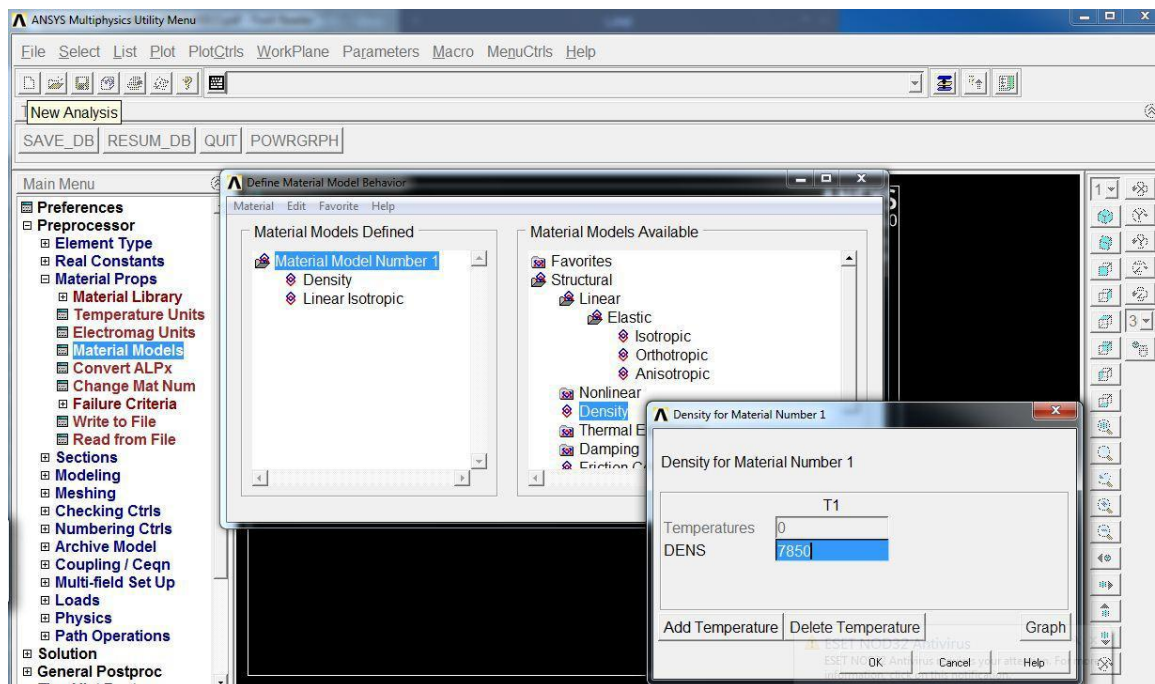 ANSYS Multiphysics Utility Menu
File Select List Plot PlotCtrls WorkPlane Parameters Macro MenuCtrls Help
New Analysis
SAVE_DB RESUM_DB QUIT POWRGRPH
Main Menu
Preferences
Preprocessor
Element Type
Real Constants
Material Props
Material Library
Temperature Units
Electromag Units
Material Models
Convert ALPx
Change Mat Num
Failure Criteria
Write to File
Read from File
Sections
Modeling
Meshing
Checking Ctrls
Numbering Ctrls
Archive Model
Coupling / Ceqn
Multi-field Set Up
Loads
Physics
Path Operations
Solution
General Postproc
Define Material Model Behavior
Material Edit Favorite Help
Material Models Defined
Material Model Number 1
Density
Linear Isotropic
Material Models Available
Favorites
Structural
Linear
Elastic
Isotropic
Orthotropic
Anisotropic
Nonlinear
Density
Thermal E
Damping
Friction C
Density for Material Number 1
Density for Material Number 1
T1
Temperatures 0
DENS 7850
Add Temperature Delete Temperature Graph
OK Cancel Help
ESET NOD32 Antivirus
1
3